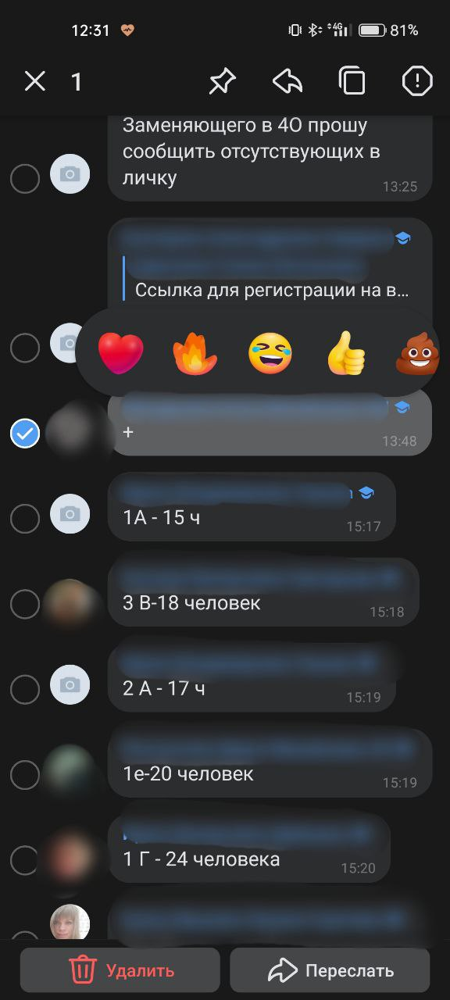 12:31
4G
81%
1
Заменяющего в 4О прошу
сообщить отсутствующих в
личку
13:25
Ссылка для регистрации на в...
+
13:48
1А - 15 ч
15:17
3 В-18 человек
15:18
2 А - 17 ч
15:19
1е-20 человек
15:19
1 Г - 24 человека
15:20
Удалить
Переслать